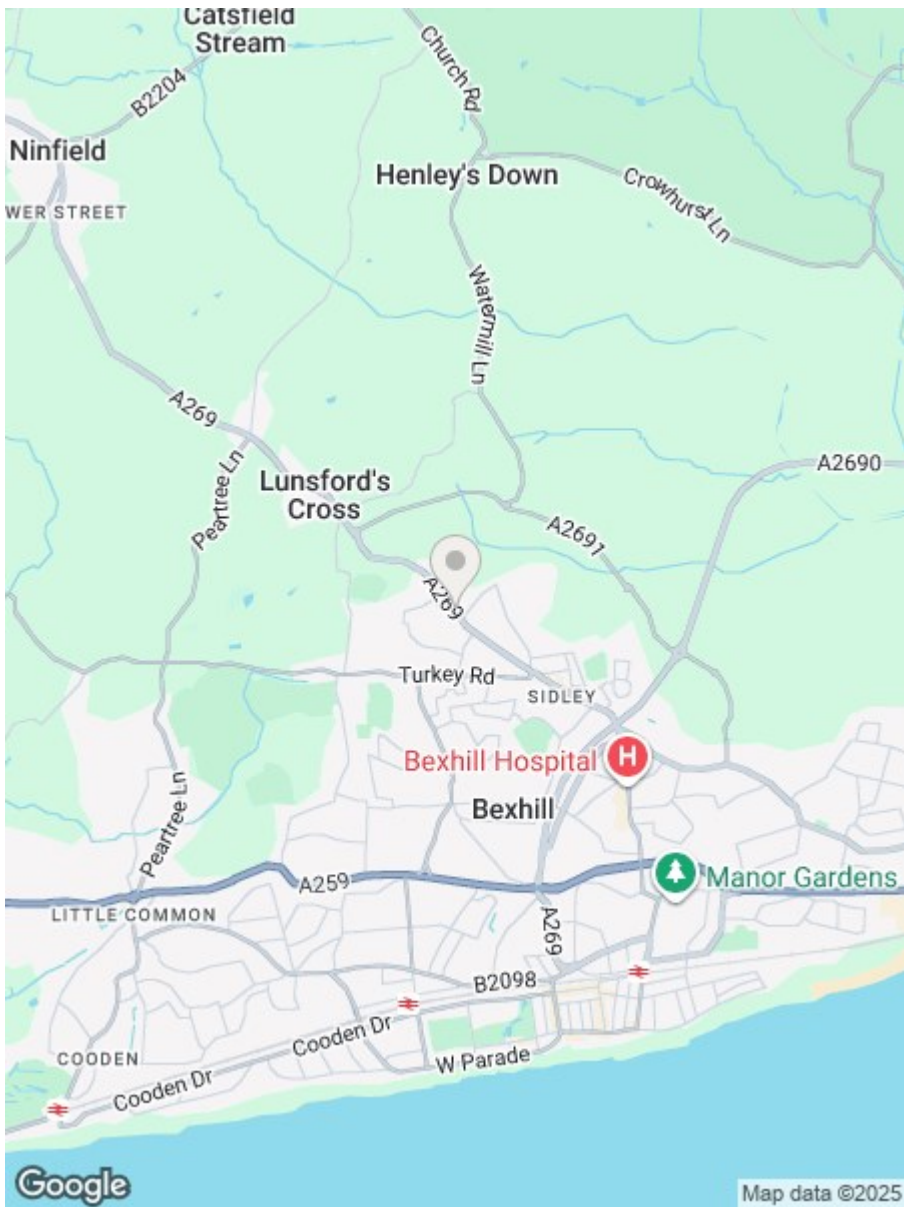 Catsfield
Stream
Church Rd
B2204
Ninfield
Henley's Down
Crowhurst Ln
WER STREET
Watermill Ln
A269
A2690
Lunsford's
Cross
Peartree Ln
A2691
A269
Turkey Rd
SIDLEY
Bexhill Hospital
H
Bexhill
Peartree Ln
A259
Manor Gardens
LITTLE COMMON
A269
B2098
Cooden Dr
W Parade
COODEN
Cooden Dr
Google
Map data ©2025